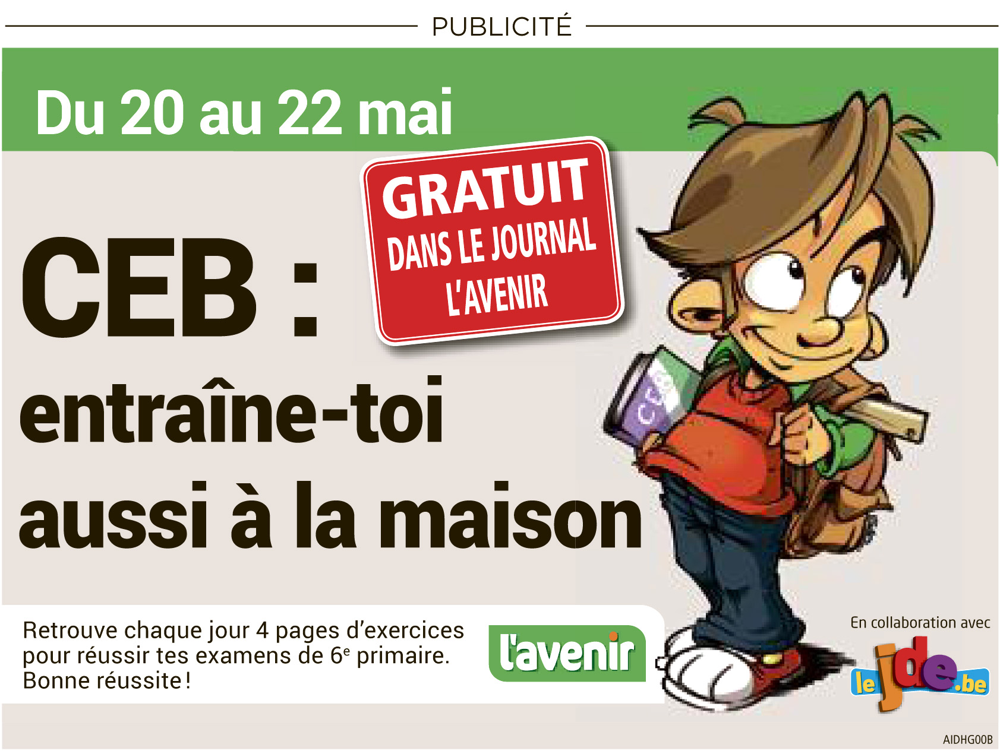 PUBLICITÉ
Du 20 au 22 mai
GRATUIT
DANS LE JOURNAL
L'AVENIR
CEB :
entraîne-toi
aussi à la maison
CEB
Retrouve chaque jour 4 pages d'exercices
pour réussir tes examens de 6e primaire.
Bonne réussite !
l'avenir
En collaboration avec
le jde.be
AIDHG00B